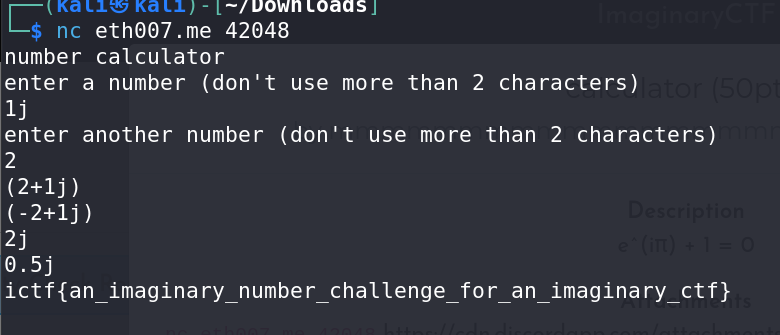 ┌──(kali㉿kali)-[~/Downloads]
└─$ nc eth007.me 42048
number calculator
enter a number (don't use more than 2 characters)
1j
enter another number (don't use more than 2 characters)
2
(2+1j)
(-2+1j)
2j
0.5j
ictf{an_imaginary_number_challenge_for_an_imaginary_ctf}
ImaginaryCTF
calculator (50pt
Description
e^(iπ) + 1 = 0
Attachments
nc eth007.me 42048 https://cdn.discordapp.com/attachment